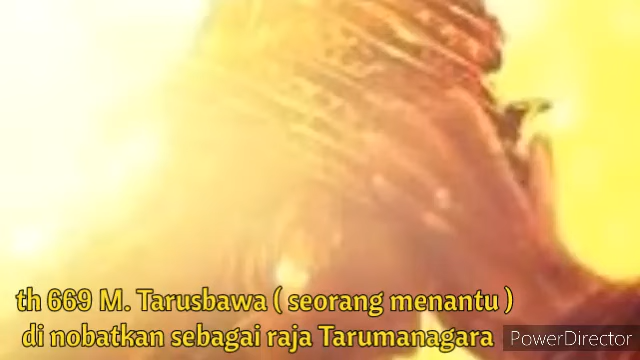 th 669 M. Tarusbawa ( seorang menantu )
di nobatkan sebagai raja Tarumanagara
PowerDirector